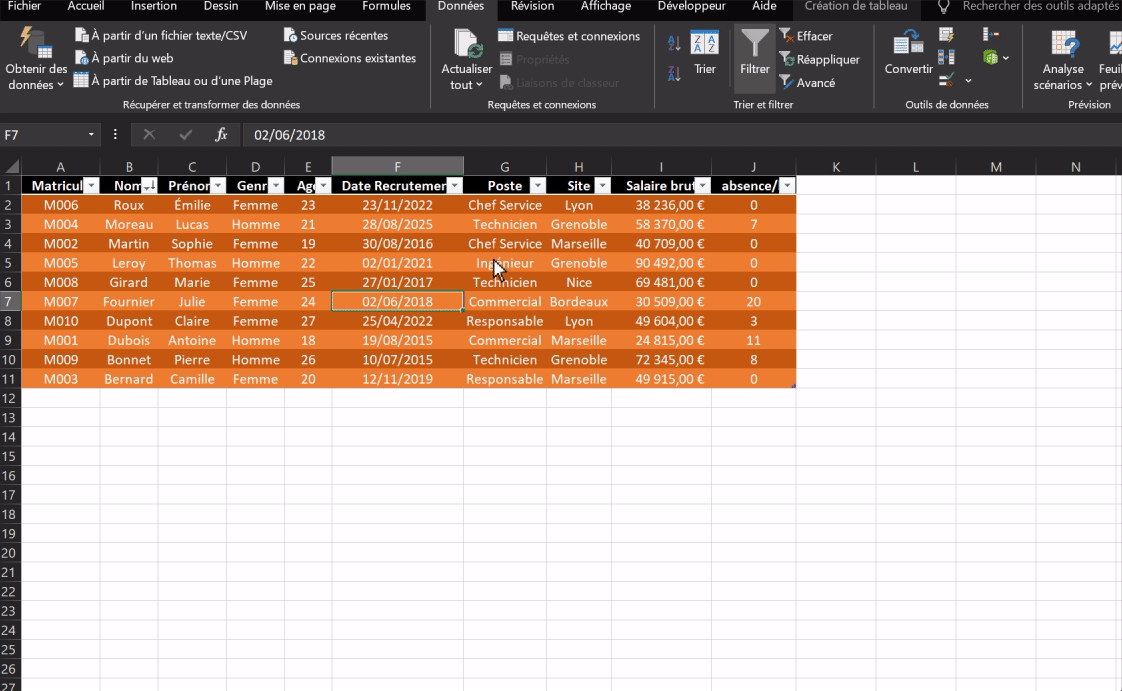 Fichier Accueil Insertion Dessin Mise en page Formules Données Révision Affichage Développeur Aide Création de tableau Rechercher des outils adaptés
Obtenir des données
À partir d’un fichier texte/CSV
À partir du web
À partir de Tableau ou d’une Plage
Sources récentes
Connexions existantes
Récupérer et transformer des données
Actualiser tout
Requêtes et connexions
Propriétés
Liaisons de classeur
Requêtes et connexions
Trier
Filtrer
Effacer
Réappliquer
Avancé
Trier et filtrer
Convertir
Outils de données
Analyse scénarios
Prévision
F7 fx 02/06/2018
A B C D E F G H I J K L M N
1 Matricul Nom Prénor Genr Age Date Recrutemer Poste Site Salaire brut absence/
2 M006 Roux Émilie Femme 23 23/11/2022 Chef Service Lyon 38 236,00 € 0
3 M004 Moreau Lucas Homme 21 28/08/2025 Technicien Grenoble 58 370,00 € 7
4 M002 Martin Sophie Femme 19 30/08/2016 Chef Service Marseille 40 709,00 € 0
5 M005 Leroy Thomas Homme 22 02/01/2021 Ingénieur Grenoble 90 492,00 € 0
6 M008 Girard Marie Femme 25 27/01/2017 Technicien Nice 69 481,00 € 0
7 M007 Fournier Julie Femme 24 02/06/2018 Commercial Bordeaux 30 509,00 € 20
8 M010 Dupont Claire Femme 27 25/04/2022 Responsable Lyon 49 604,00 € 3
9 M001 Dubois Antoine Homme 18 19/08/2015 Commercial Marseille 24 815,00 € 11
10 M009 Bonnet Pierre Homme 26 10/07/2015 Technicien Grenoble 72 345,00 € 8
11 M003 Bernard Camille Femme 20 12/11/2019 Responsable Marseille 49 915,00 € 0
12
13
14
15
16
17
18
19
20
21
22
23
24
25
26
27